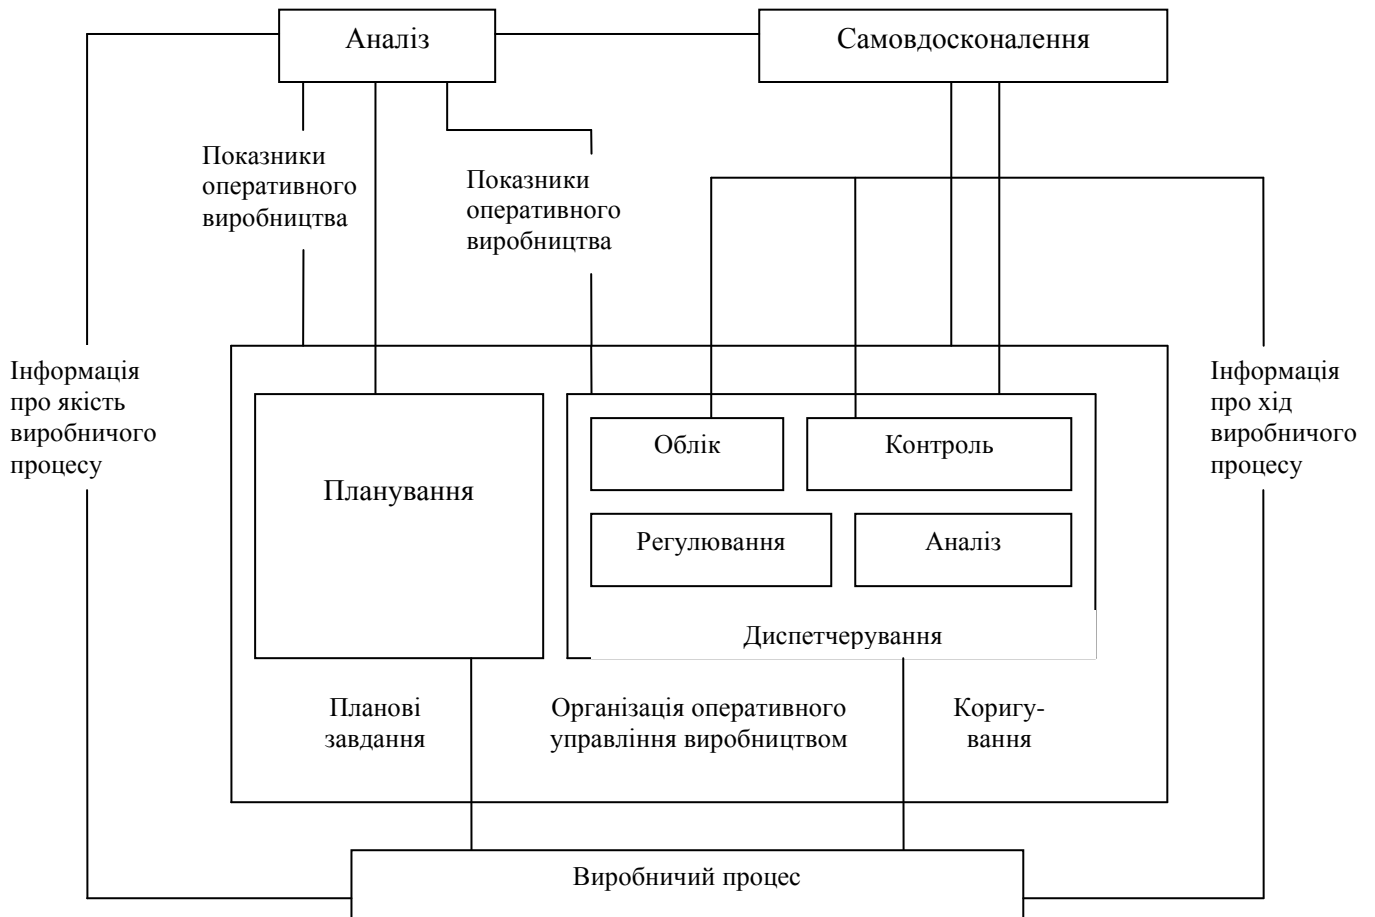 Аналіз
Самовдосконалення
Показники
оперативного
виробництва
Показники
оперативного
виробництва
Інформація
про якість
виробничого
процесу
Інформація
про хід
виробничого
процесу
Планування
Облік
Контроль
Регулювання
Аналіз
Диспетчерування
Планові
завдання
Організація оперативного
управління виробництвом
Коригу-
вання
Виробничий процес